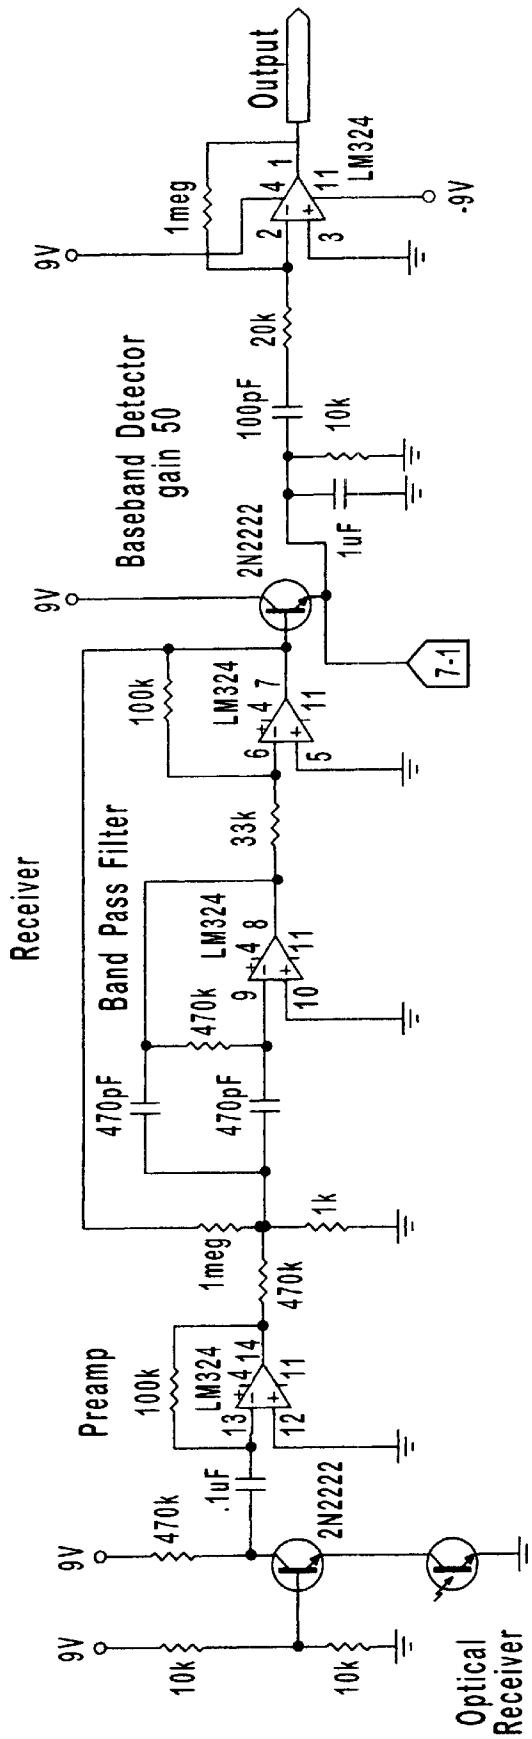 Receiver
Optical
Receiver
9V
10k
10k
9V
470k
2N2222
.1uF
Preamp
100k
LM324
13
4
14
12
11
470k
1meg
1k
Band Pass Filter
470pF
470k
470pF
LM324
9
4
8
10
11
33k
100k
LM324
6
4
7
5
11
9V
2N2222
Baseband Detector
gain 50
7-1
1uF
10k
100pF
20k
9V
1meg
2
4
1
3
11
LM324
-9V
Output